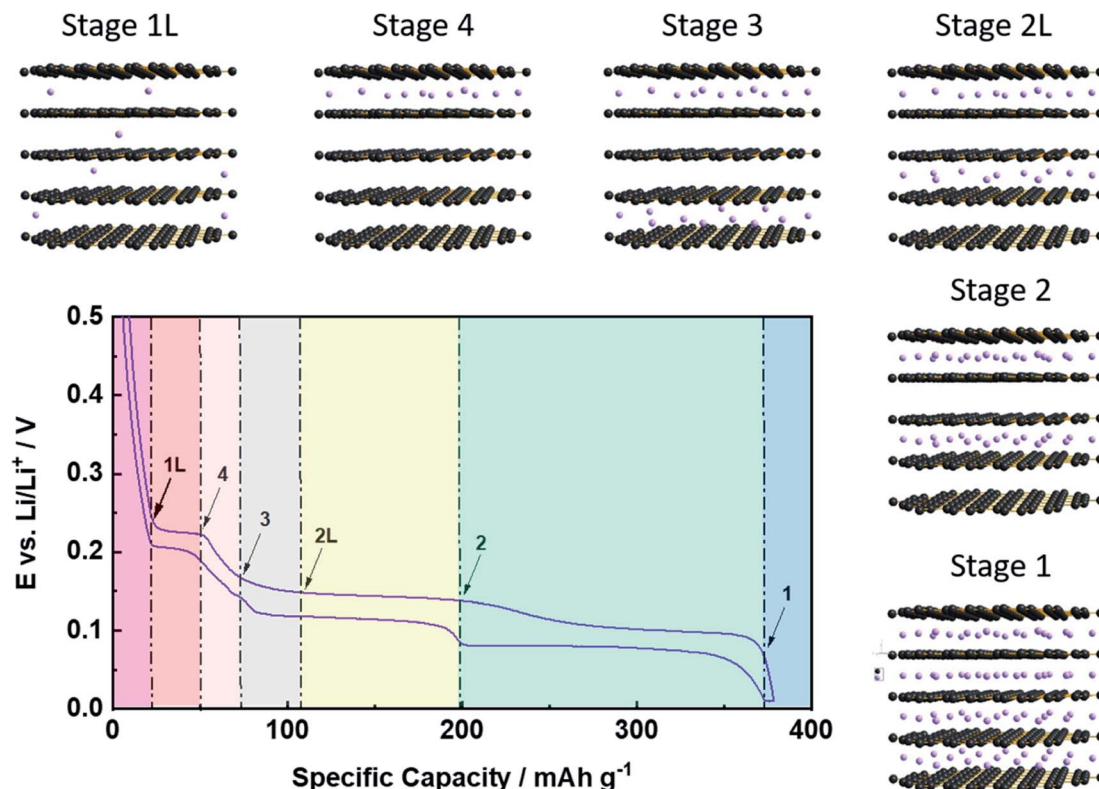 Stage 1L
Stage 4
Stage 3
Stage 2L
Stage 2
Stage 1
E vs. Li/Li⁺ / V
0.5
0.4
0.3
0.2
0.1
0.0
1L
4
3
2L
2
1
0
100
200
300
400
Specific Capacity / mAh g⁻¹